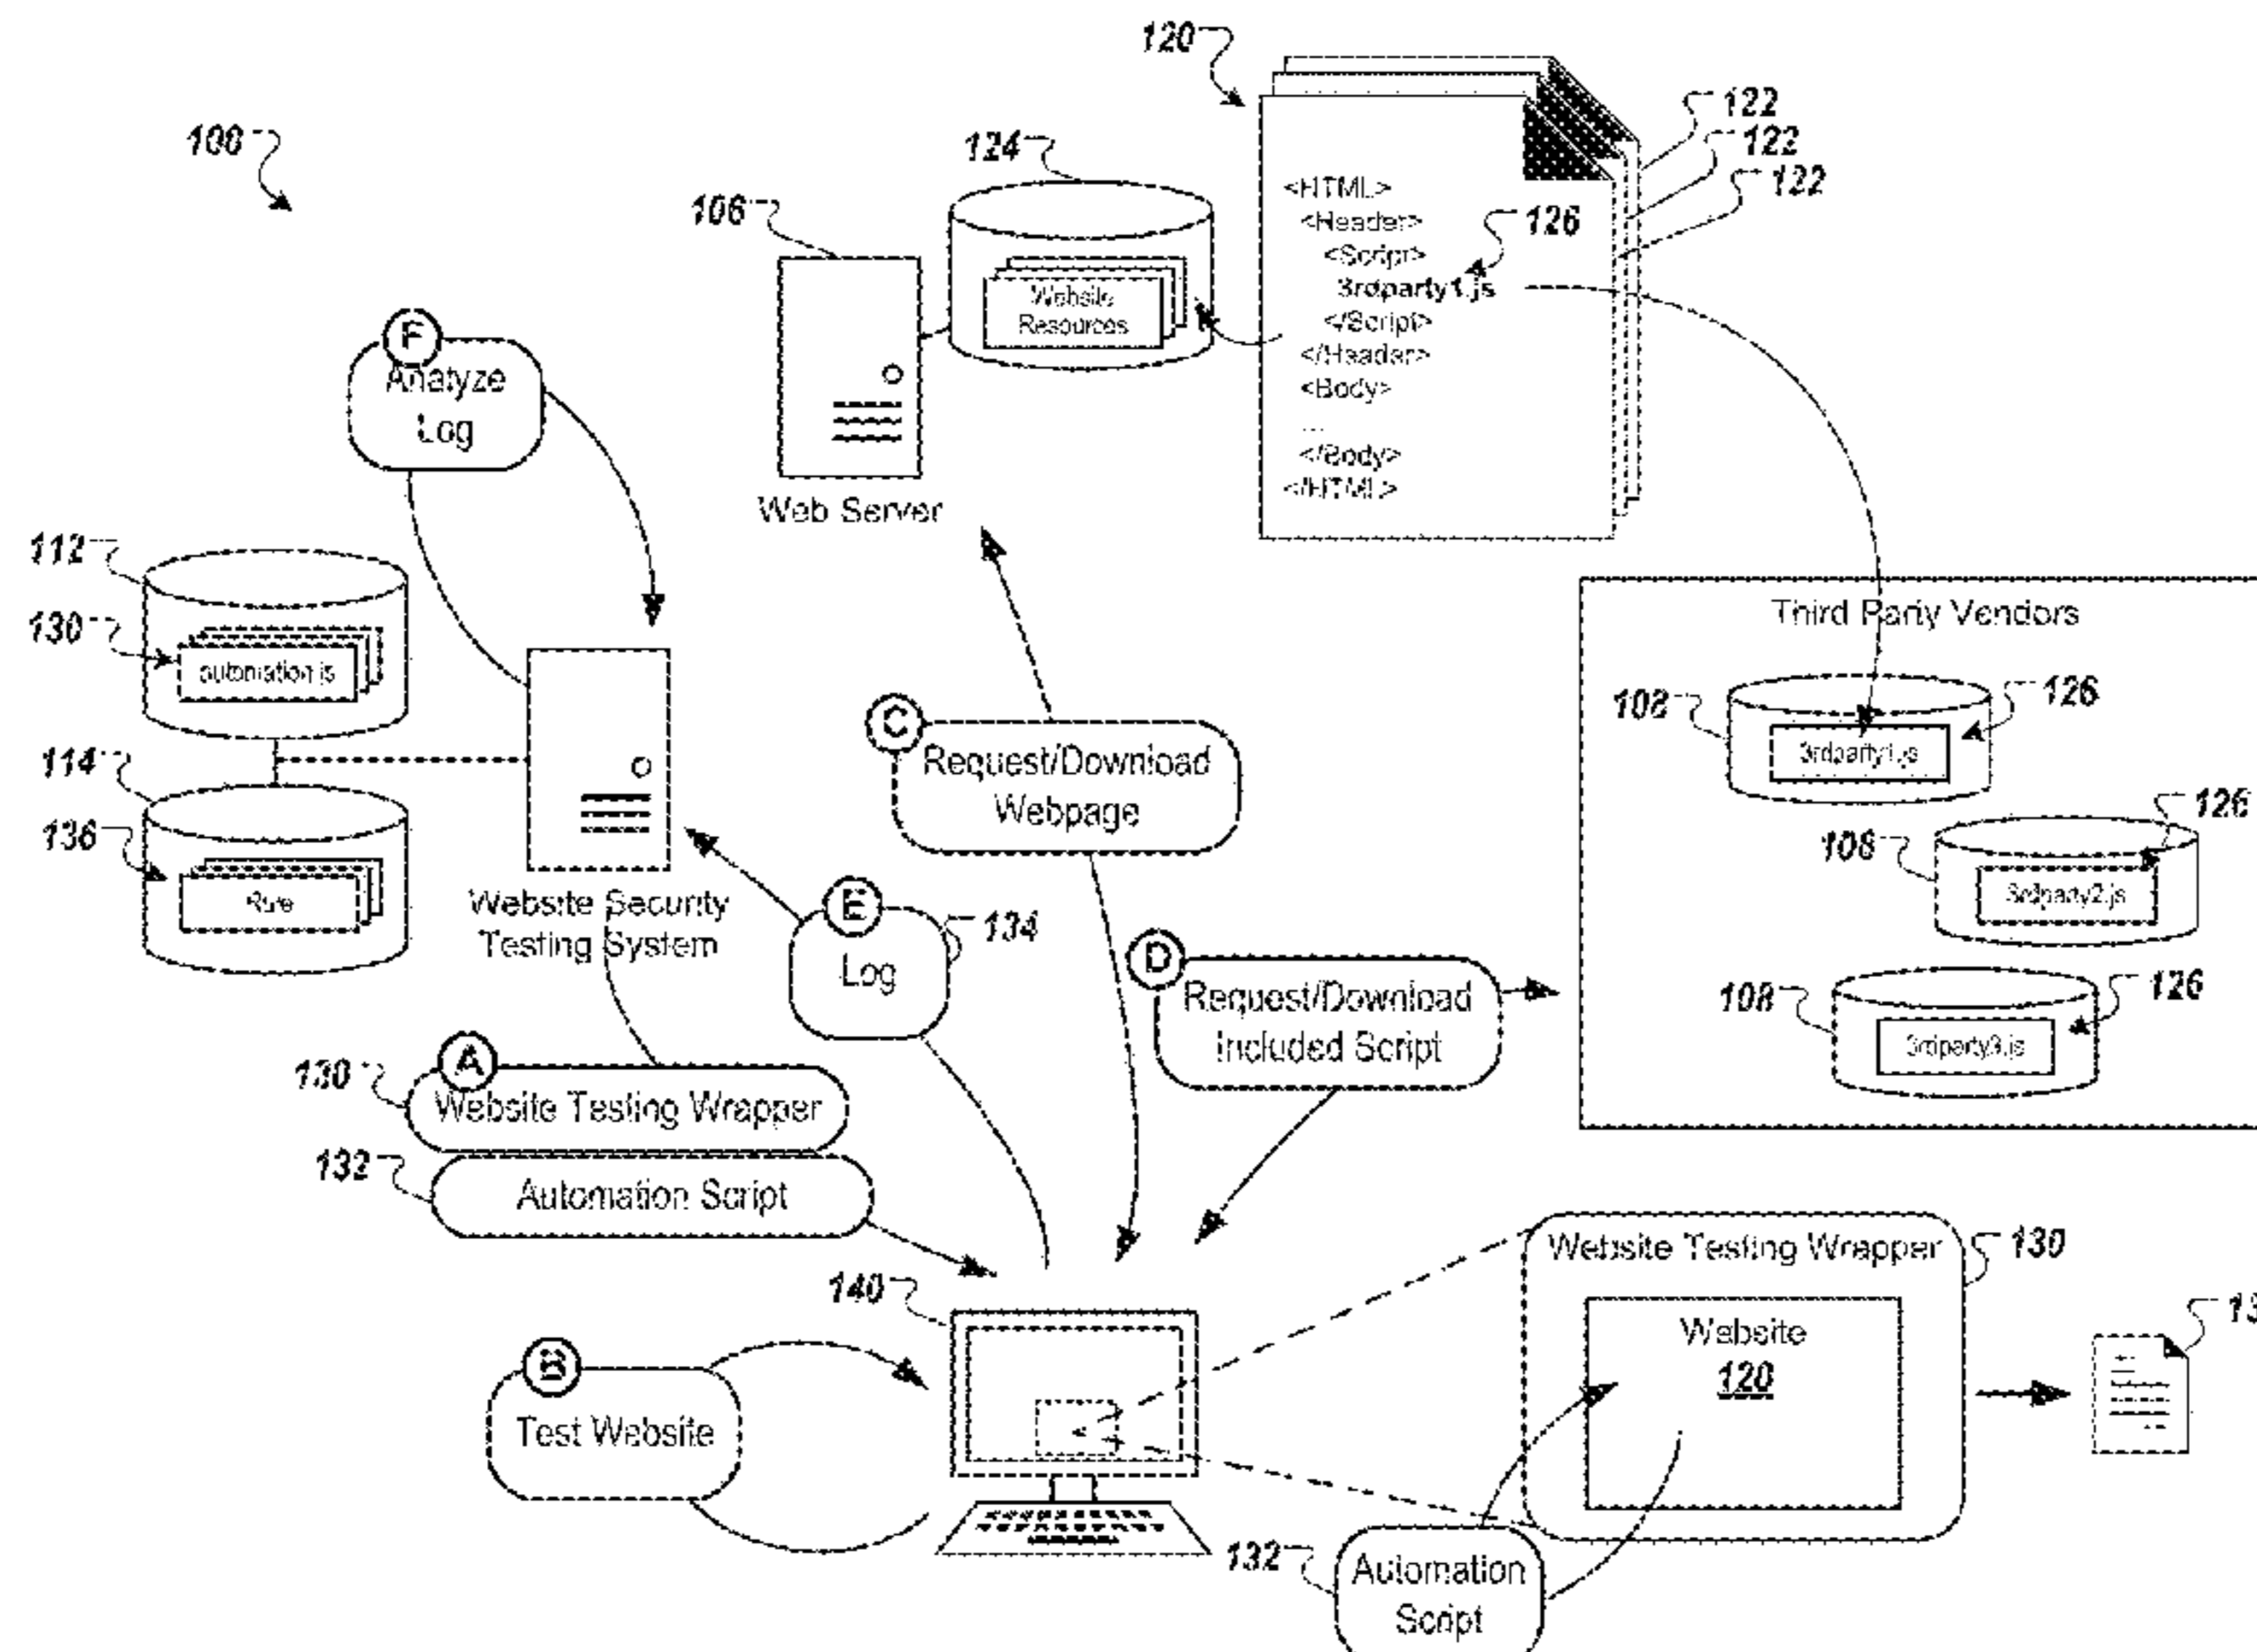 120
122
122
122
100
124
106
<HTML>
<Header>
<Script>
126
3rdparty1.js
</Script>
</Header>
<Body>
...
</Body>
</HTML>
Website
Resources
F
Analyze
Log
Web Server
112
130
automation.js
114
136
Rule
Website Security
Testing System
C
Request/Download
Webpage
Third Party Vendors
108
126
3rdparty1.js
108
126
3rdparty2.js
108
126
3rdparty3.js
E
134
Log
D
Request/Download
Included Script
A
130
Website Testing Wrapper
132
Automation Script
140
B
Test Website
Website Testing Wrapper
130
Website
120
132
Automation
Script